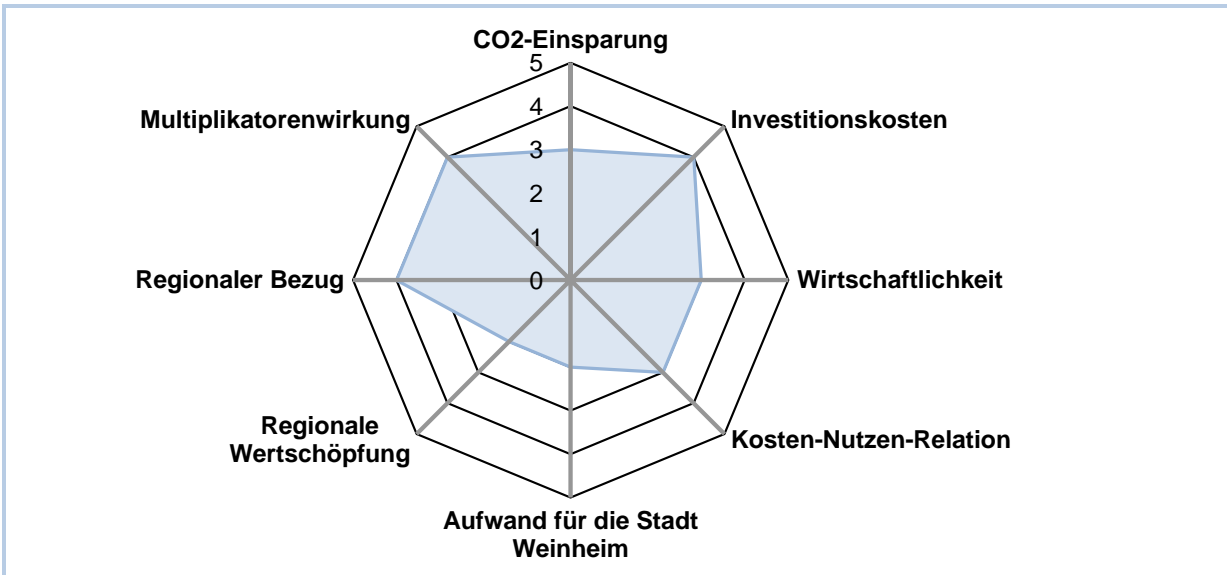 CO2-Einsparung
5
4
3
2
1
0
Investitionskosten
Wirtschaftlichkeit
Kosten-Nutzen-Relation
Aufwand für die Stadt
Weinheim
Regionale
Wertschöpfung
Regionaler Bezug
Multiplikatorenwirkung